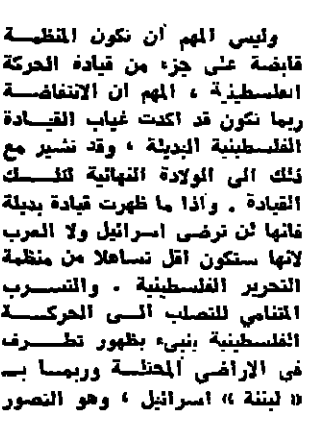 وليس المهم ان تكون المنظمة
قابضة على جزء من قيادة الحركة
الفلسطينية ، المهم ان الانتفاضة
ربما تكون قد اكدت غياب القيادة
الفلسطينية البديلة ، وقد تشير مع
ذلك الى الولادة النهائية لتلك
القيادة . واذا ما ظهرت قيادة بديلة
فانها لن ترضى اسرائيل ولا العرب
لانها ستكون اقل تساهلا من منظمة
التحرير الفلسطينية . والتسرب
المتنامي للتصلب الى الحركة
الفلسطينية ينبىء بظهور تطرف
في الاراضي المحتلة وربما بـ
« لبننة » اسرائيل ، وهو التصور